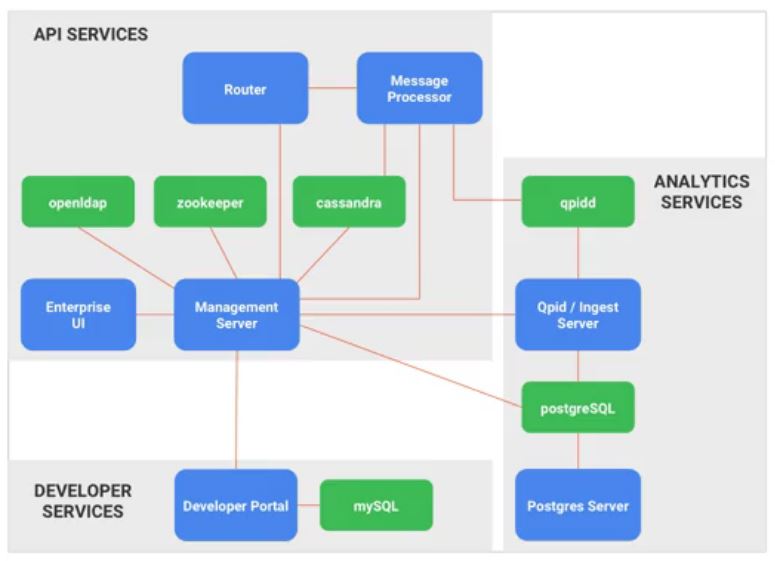 API SERVICES
Router
Message
Processor
openldap
zookeeper
cassandra
qpidd
ANALYTICS
SERVICES
Enterprise
UI
Management
Server
Qpid / Ingest
Server
postgreSQL
DEVELOPER
SERVICES
Developer Portal
mySQL
Postgres Server